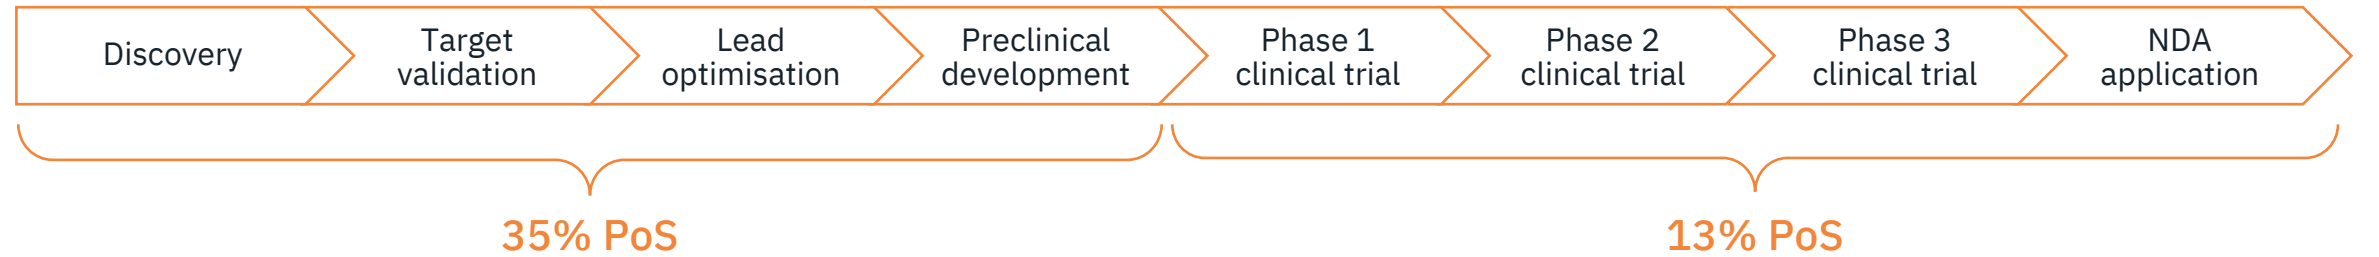 Discovery
Target
validation
Lead
optimisation
Preclinical
development
Phase 1
clinical trial
Phase 2
clinical trial
Phase 3
clinical trial
NDA
application
35% PoS
13% PoS